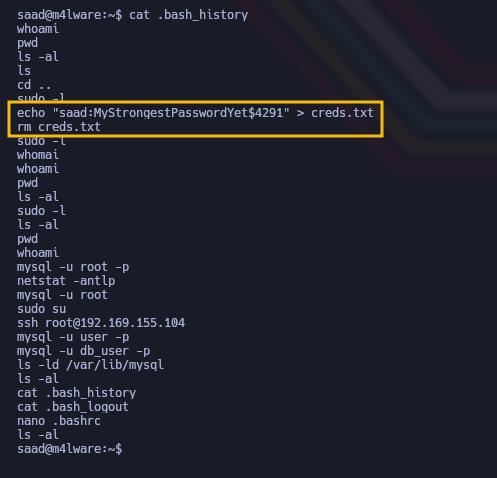 saad@m4lware:~$ cat .bash_history
whoami
pwd
ls -al
ls
cd ..
sudo -l
echo "saad:MyStrongestPasswordYet$4291" > creds.txt
rm creds.txt
sudo -l
whomai
whoami
pwd
ls -al
sudo -l
ls -al
pwd
whoami
mysql -u root -p
netstat -antlp
mysql -u root
sudo su
ssh root@192.169.155.104
mysql -u user -p
mysql -u db_user -p
ls -ld /var/lib/mysql
ls -al
cat .bash_history
cat .bash_logout
nano .bashrc
ls -al
saad@m4lware:~$